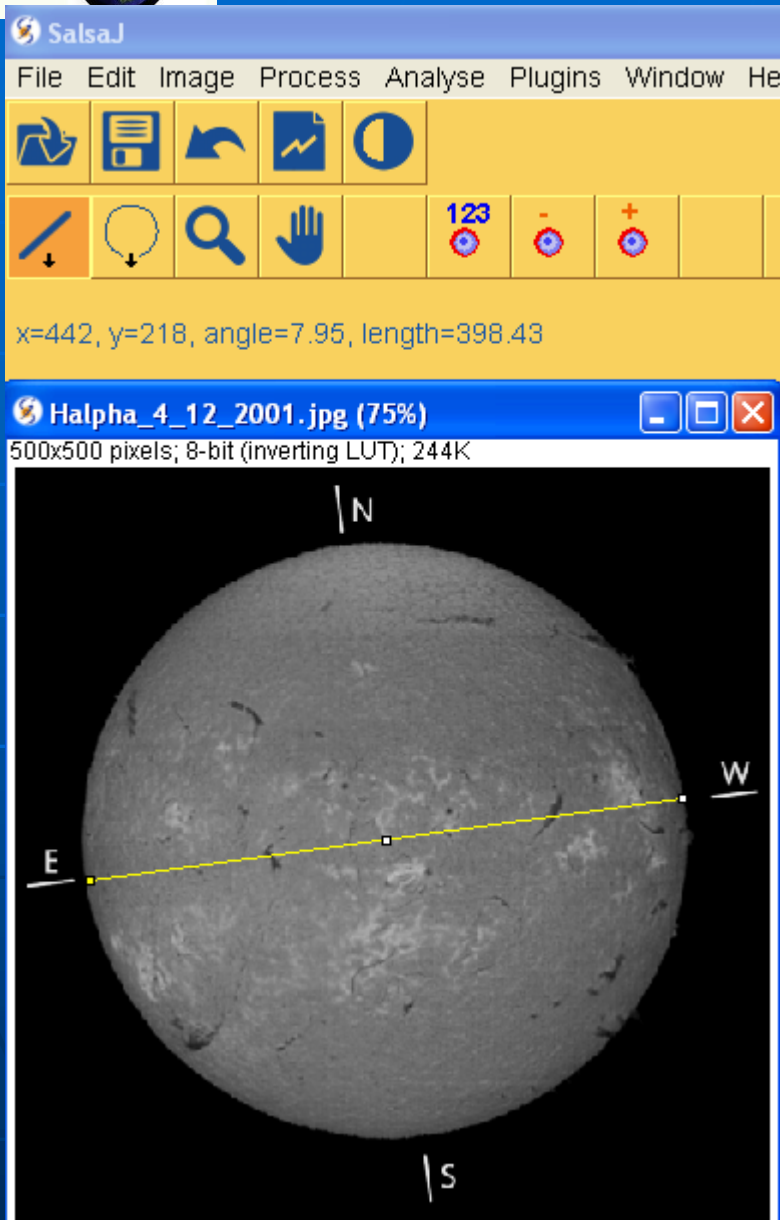 SalsaJ
File Edit Image Process Analyse Plugins Window He
123 - +
x=442, y=218, angle=7.95, length=398.43
Halpha_4_12_2001.jpg (75%)
500x500 pixels; 8-bit (inverting LUT); 244K
N
W
E
S